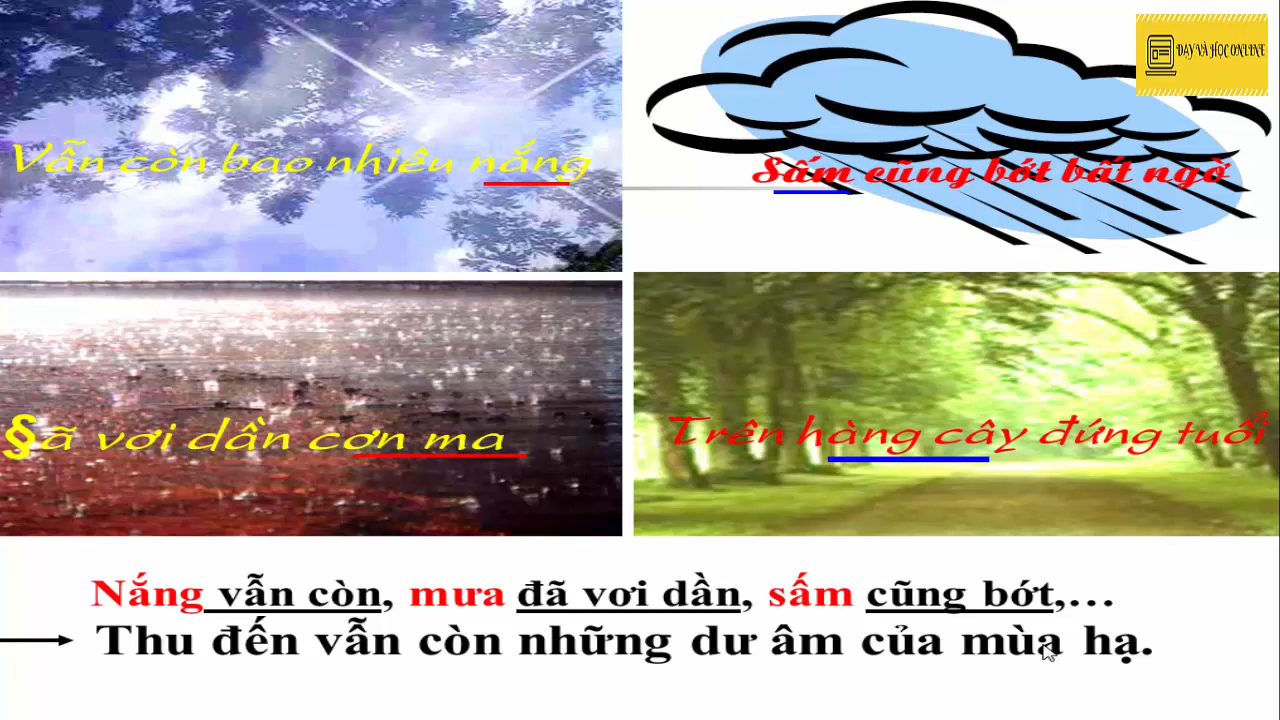 Vẫn còn bao nhiêu nắng
DẠY VÀ HỌC ONLINE
Sấm cũng bớt bất ngờ
§ã vơi dần cơn ma
Trên hàng cây đứng tuổi
Nắng vẫn còn, mưa đã vơi dần, sấm cũng bớt,...
Thu đến vẫn còn những dư âm của mùa hạ.